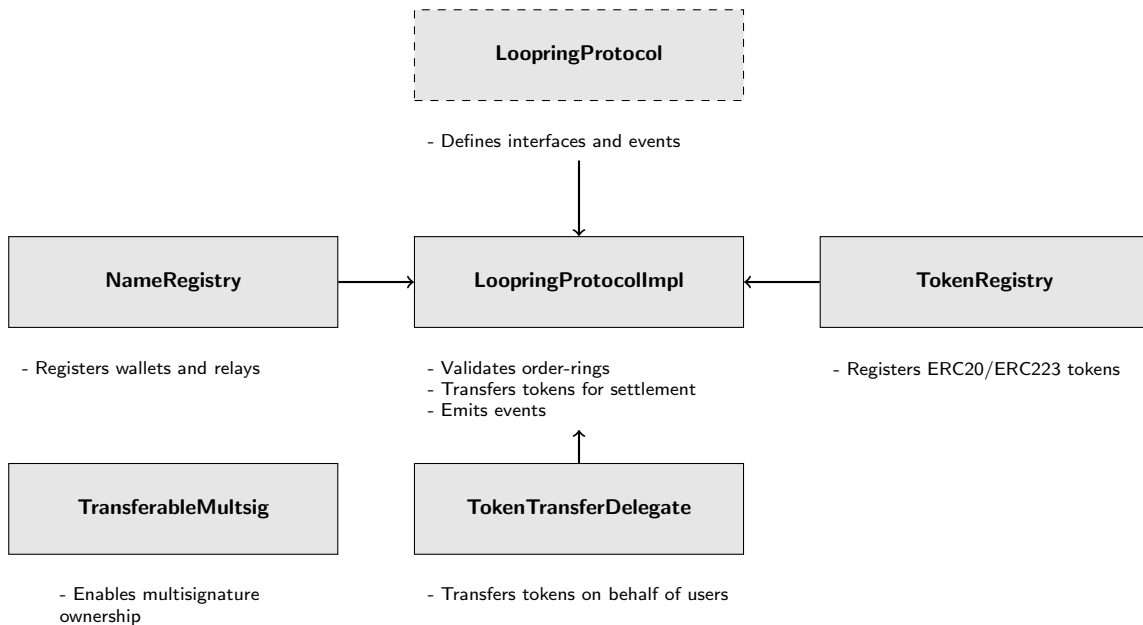 LoopringProtocol
- Defines interfaces and events
NameRegistry
LoopringProtocolImpl
TokenRegistry
- Registers wallets and relays
- Validates order-rings
- Transfers tokens for settlement
- Emits events
- Registers ERC20/ERC223 tokens
TransferableMultsig
TokenTransferDelegate
- Enables multisignature
ownership
- Transfers tokens on behalf of users